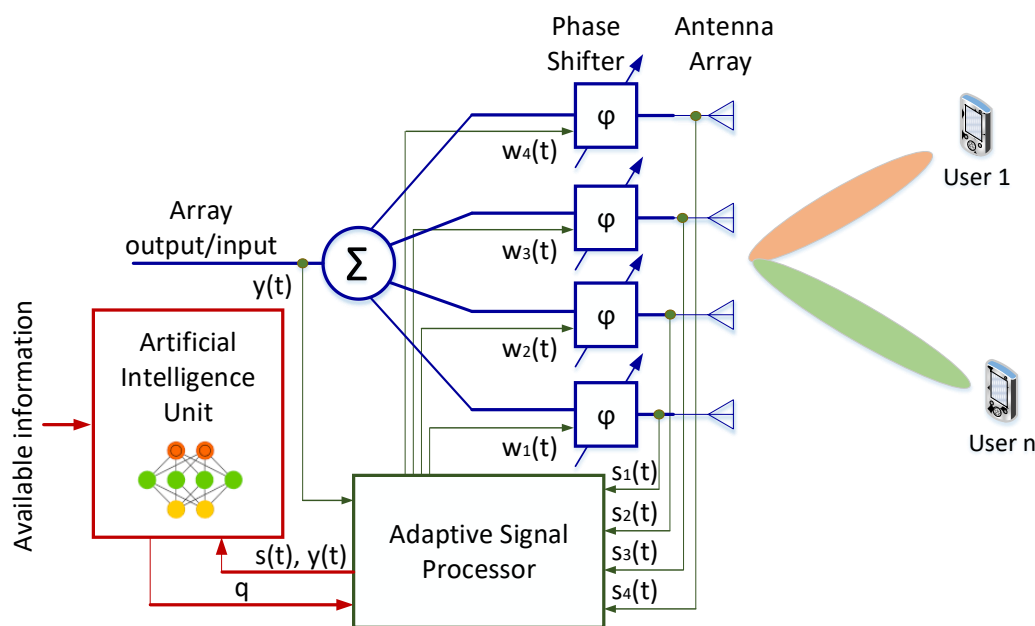 Phase
Shifter
Antenna
Array
φ
w4(t)
User 1
φ
Array
output/input
Σ
w3(t)
y(t)
φ
Artificial
Intelligence
Unit
w2(t)
φ
User n
Available information
w1(t)
s1(t)
s2(t)
Adaptive Signal
Processor
s3(t)
s(t), y(t)
s4(t)
q